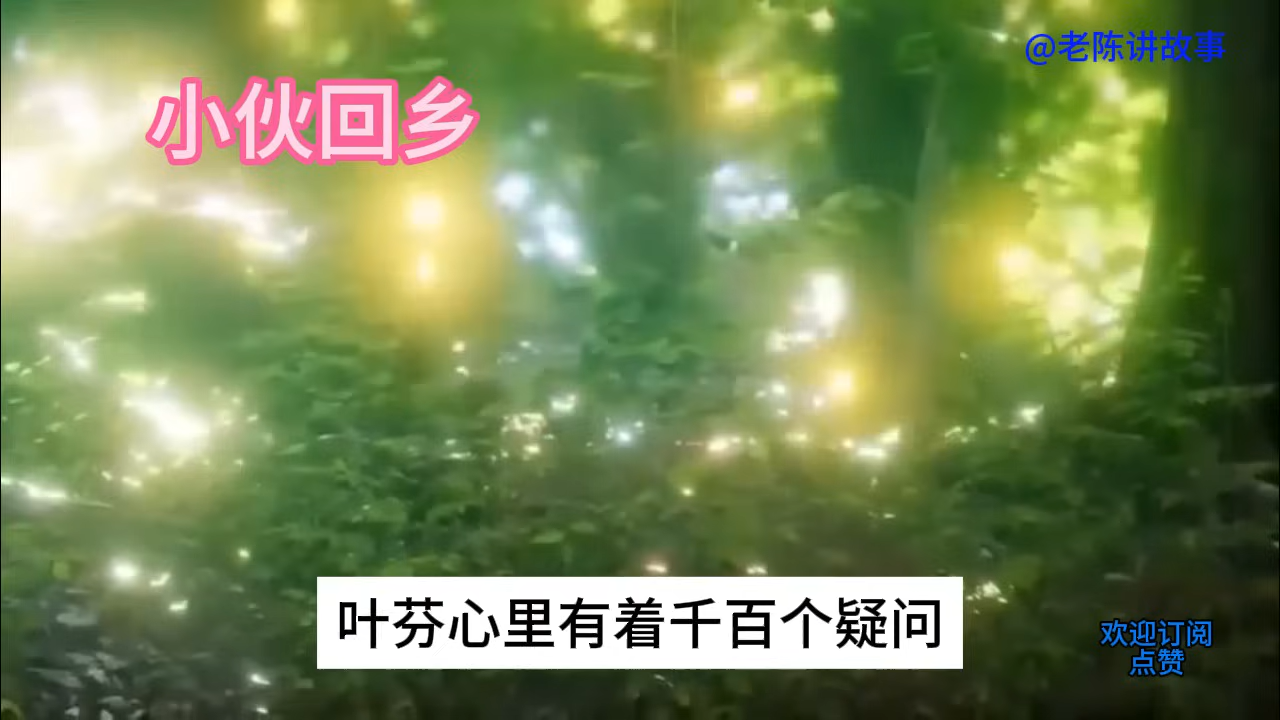 @老陈讲故事
小伙回乡
叶芬心里有着千百个疑问
欢迎订阅
点赞